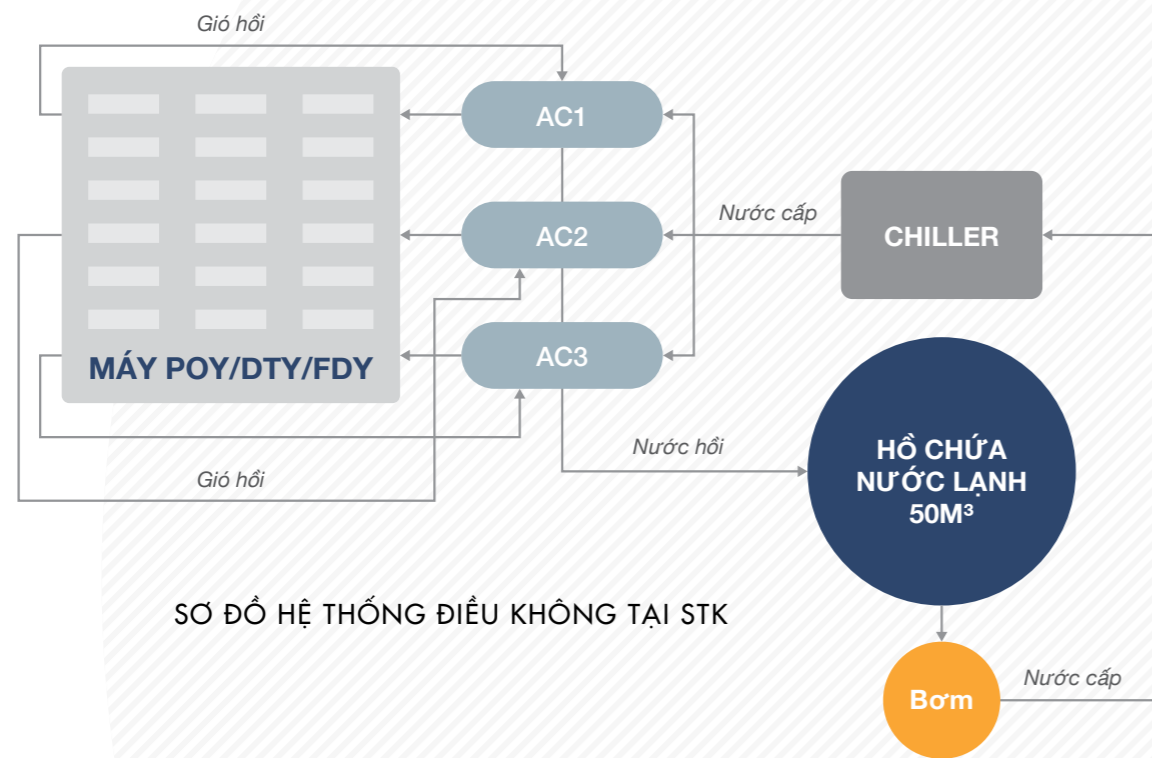 Gió hồi
AC1
Nước cấp
AC2
CHILLER
AC3
MÁY POY/DTY/FDY
Nước hồi
Gió hồi
HỒ CHỨA
NƯỚC LẠNH
50M³
SƠ ĐỒ HỆ THỐNG ĐIỀU KHÔNG TẠI STK
Nước cấp
Bơm